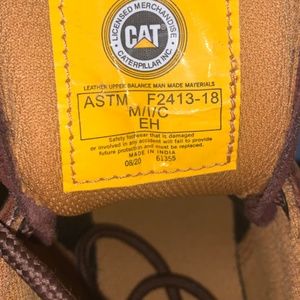 LICENSED MERCHANDISE
CAT
CATERPILLAR INC.
LEATHER UPPER BALANCE MAN MADE MATERIALS
ASTM F2413-18
M/I/C
EH
Safety footwear that is damaged
or involved in any accident will fail to provide
future protection and must be replaced.
MADE IN INDIA
08/20 61355